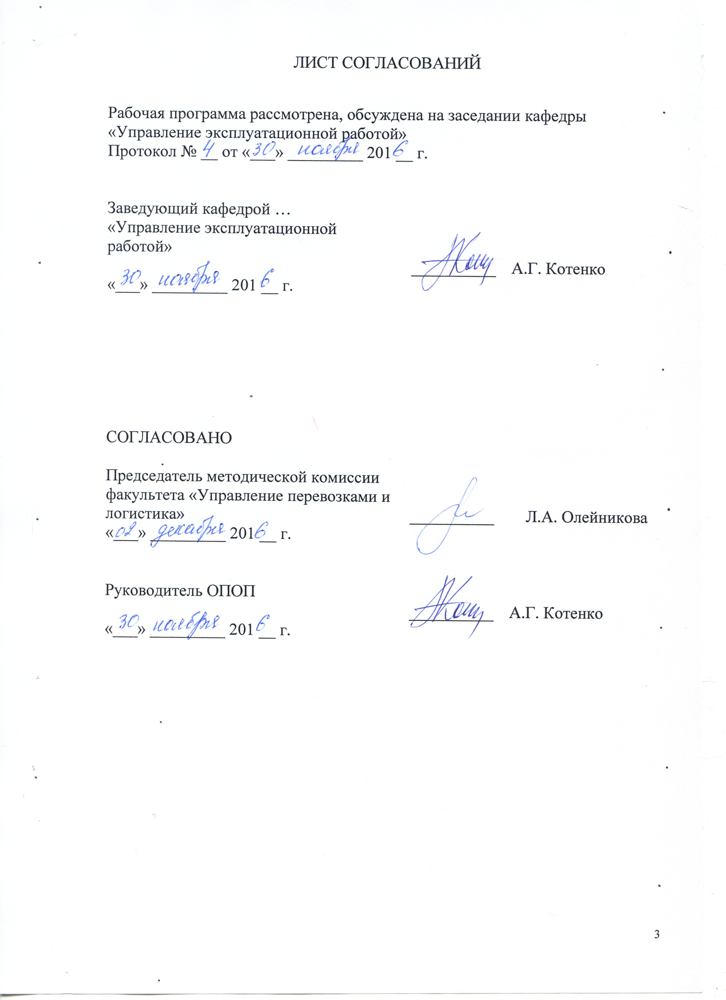 ЛИСТ СОГЛАСОВАНИЙ
Рабочая программа рассмотрена, обсуждена на заседании кафедры
«Управление эксплуатационной работой»
Протокол № 4 от «30» ноября 2016 г.
Заведующий кафедрой …
«Управление эксплуатационной
работой»
А.Г. Котенко
«30» ноября 2016 г.
СОГЛАСОВАНО
Председатель методической комиссии
факультета «Управление перевозками и
логистика»
Л.А. Олейникова
«02» декабря 2016 г.
Руководитель ОПОП
А.Г. Котенко
«30» ноября 2016 г.
3